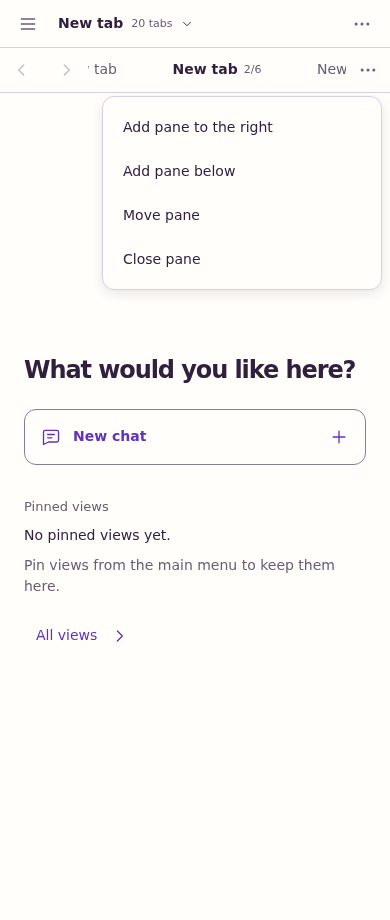 New tab 20 tabs
tab New tab 2/6 New
Add pane to the right
Add pane below
Move pane
Close pane
What would you like here?
New chat
Pinned views
No pinned views yet.
Pin views from the main menu to keep them
here.
All views